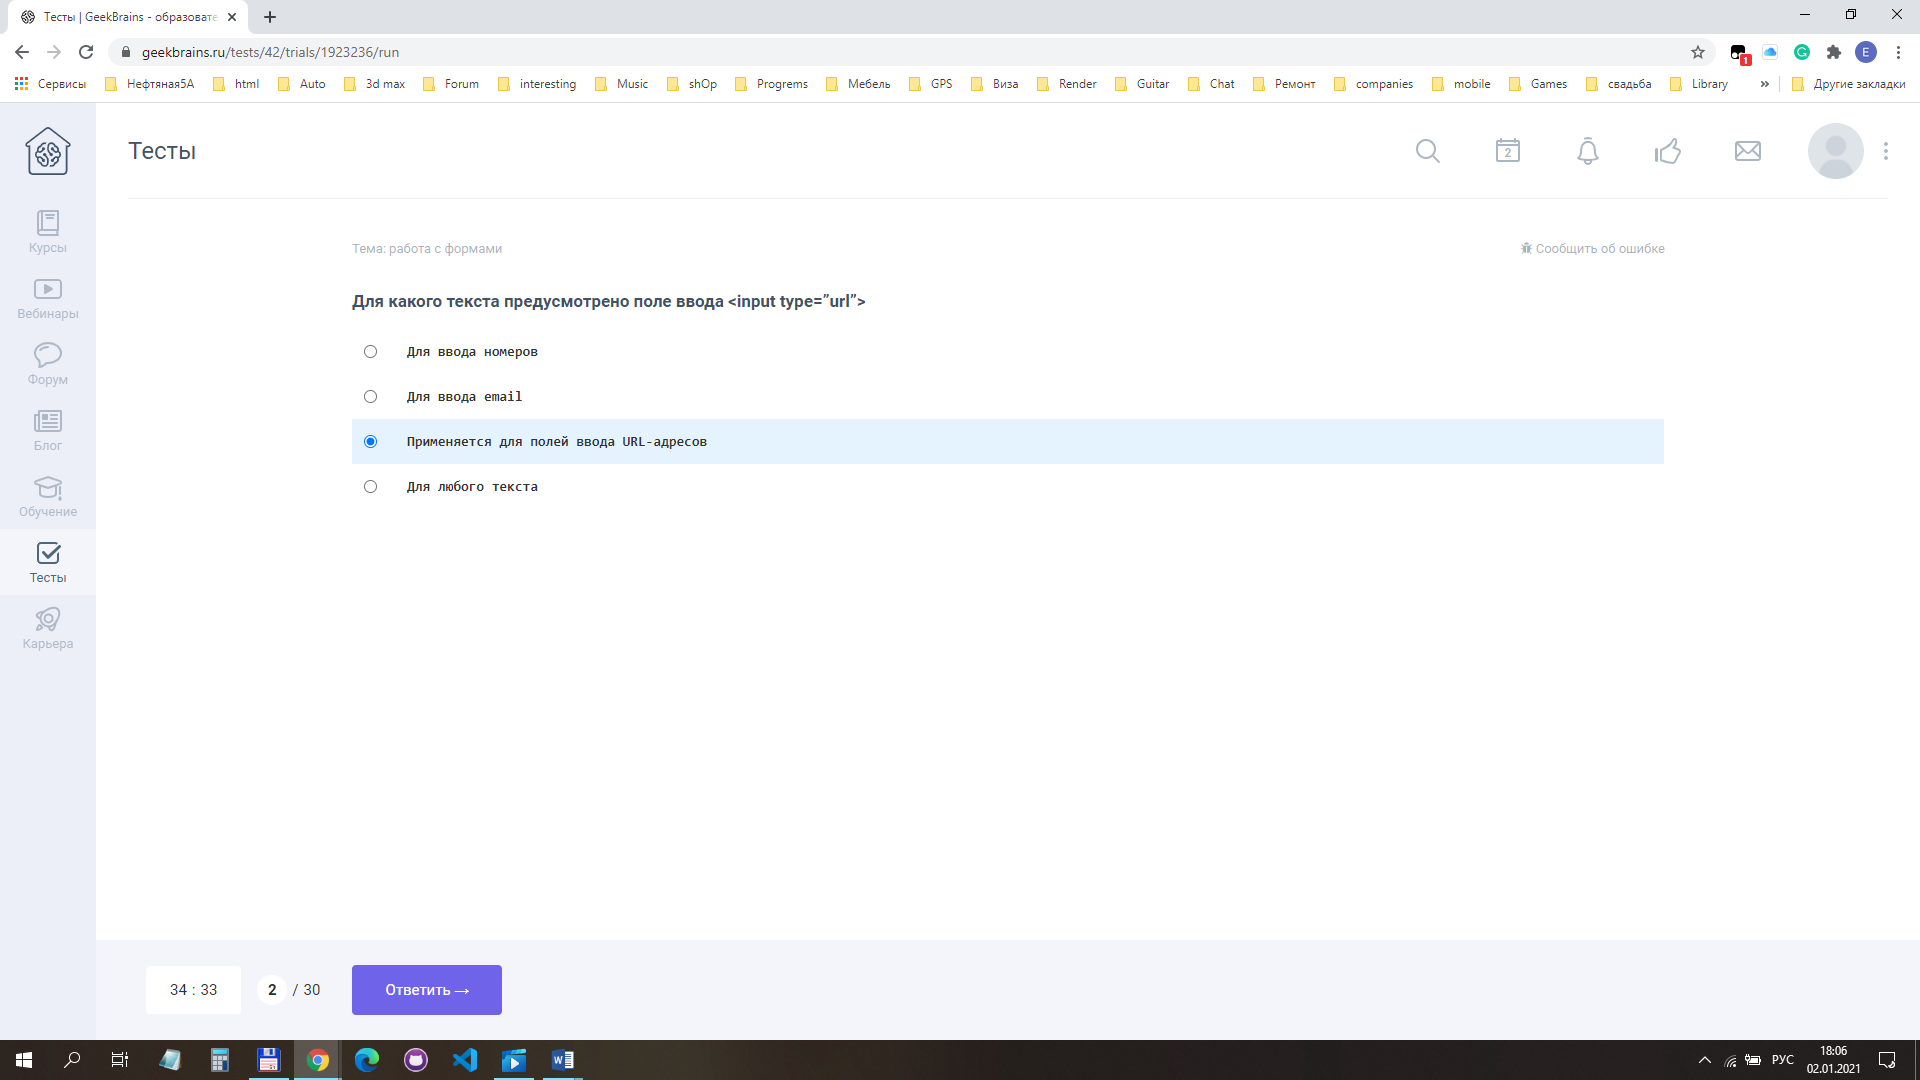 Тесты | GeekBrains - образовате
geekbrains.ru/tests/42/trials/1923236/run
1
E
Сервисы Нефтяная5А html Auto 3d max Forum interesting Music shOp Progrems Мебель GPS Виза Render Guitar Chat Ремонт companies mobile Games свадьба Library » Другие закладки
Тесты
2
Курсы
Вебинары
Форум
Блог
Обучение
Тесты
Карьера
Тема: работа с формами
Сообщить об ошибке
Для какого текста предусмотрено поле ввода <input type=”url”>
Для ввода номеров
Для ввода email
Применяется для полей ввода URL-адресов
Для любого текста
34 : 33
2 / 30
Ответить →
РУС
18:06
02.01.2021